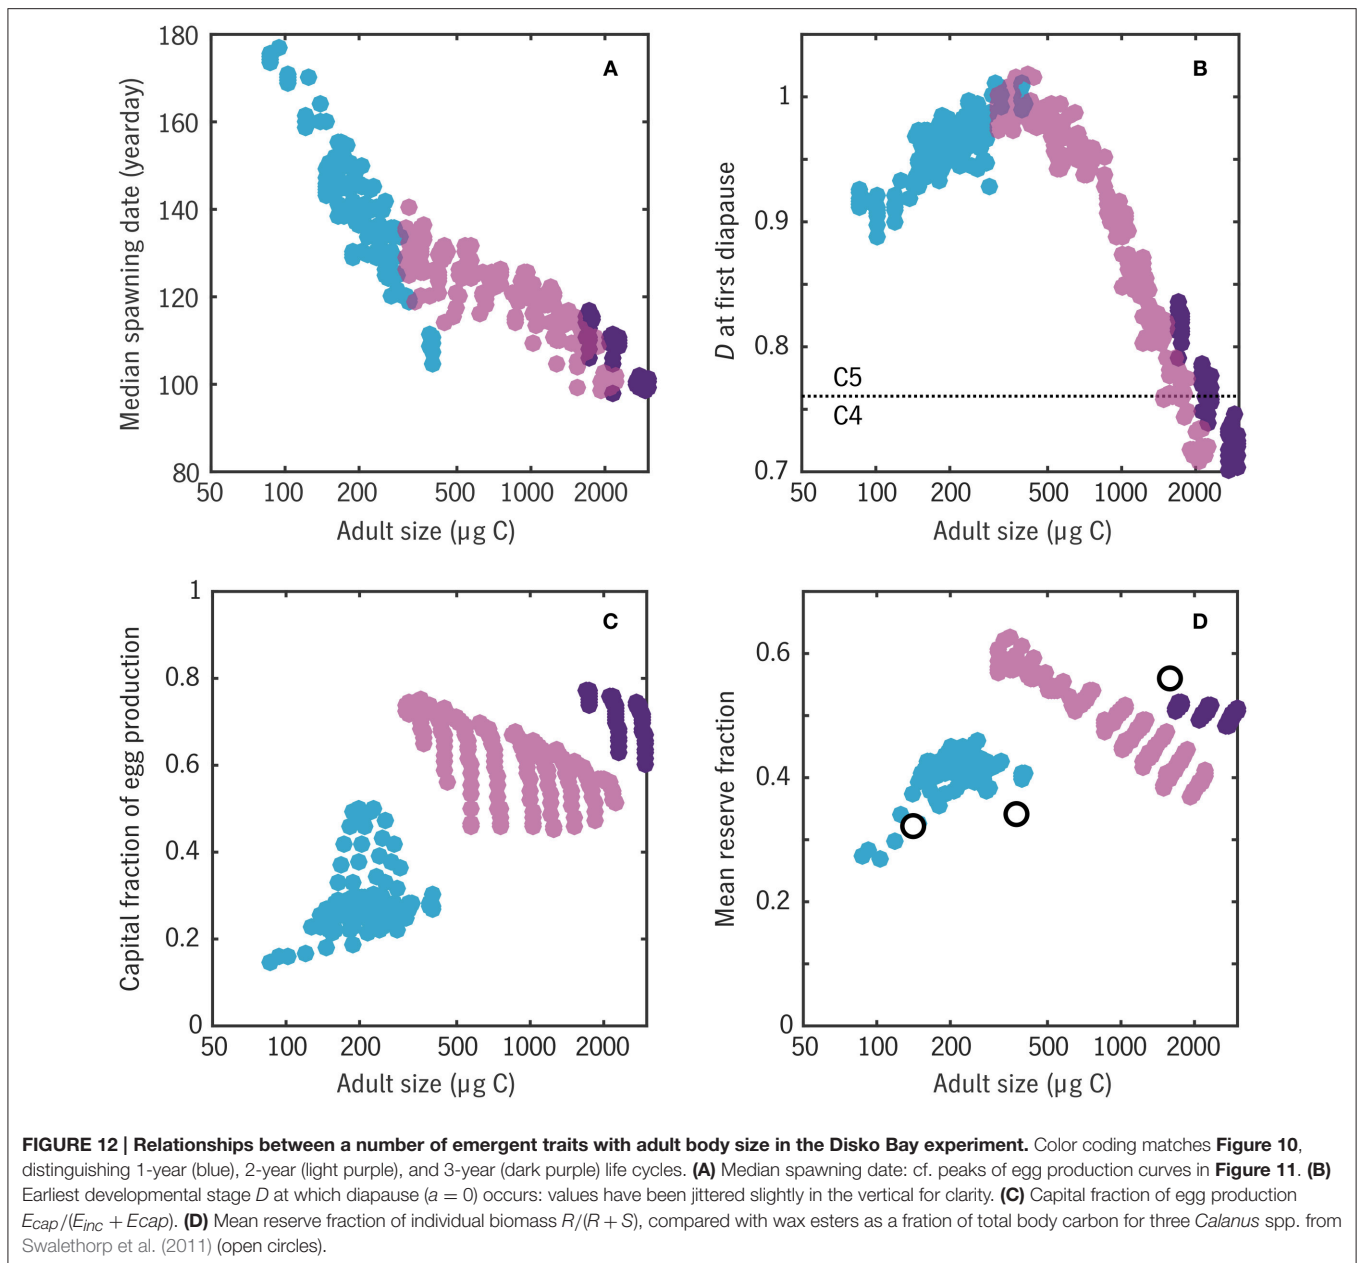 A
180
160
140
120
100
80
Median spawning date (yearday)
50 100 200 500 1000 2000
Adult size (µg C)
B
1
0.9
0.8
0.7
D at first diapause
C5
C4
50 100 200 500 1000 2000
Adult size (µg C)
C
1
0.8
0.6
0.4
0.2
0
Capital fraction of egg production
50 100 200 500 1000 2000
Adult size (µg C)
D
0.6
0.4
0.2
0
Mean reserve fraction
50 100 200 500 1000 2000
Adult size (µg C)
FIGURE 12 | Relationships between a number of emergent traits with adult body size in the Disko Bay experiment. Color coding matches Figure 10,
distinguishing 1-year (blue), 2-year (light purple), and 3-year (dark purple) life cycles. (A) Median spawning date: cf. peaks of egg production curves in Figure 11. (B)
Earliest developmental stage D at which diapause (a = 0) occurs: values have been jittered slightly in the vertical for clarity. (C) Capital fraction of egg production
Ecap/(Einc + Ecap). (D) Mean reserve fraction of individual biomass R/(R + S), compared with wax esters as a fration of total body carbon for three Calanus spp. from
Swalethorp et al. (2011) (open circles).